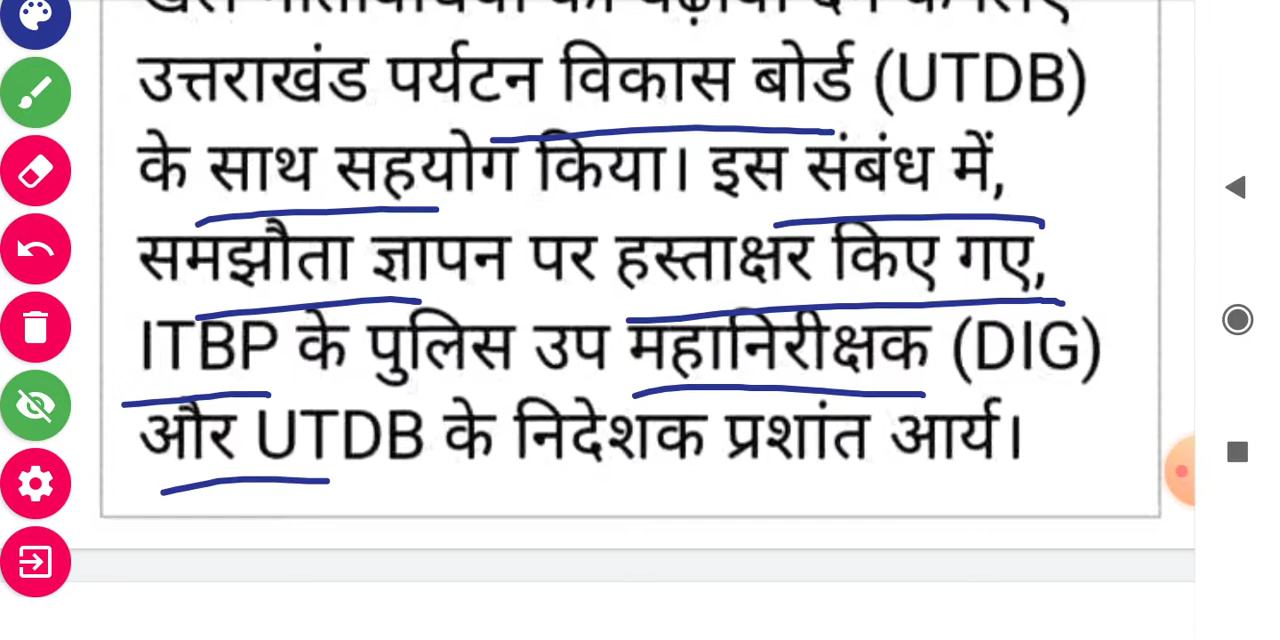 उत्तराखंड पर्यटन विकास बोर्ड (UTDB)
के साथ सहयोग किया। इस संबंध में,
समझौता ज्ञापन पर हस्ताक्षर किए गए,
ITBP के पुलिस उप महानिरीक्षक (DIG)
और UTDB के निदेशक प्रशांत आर्य।